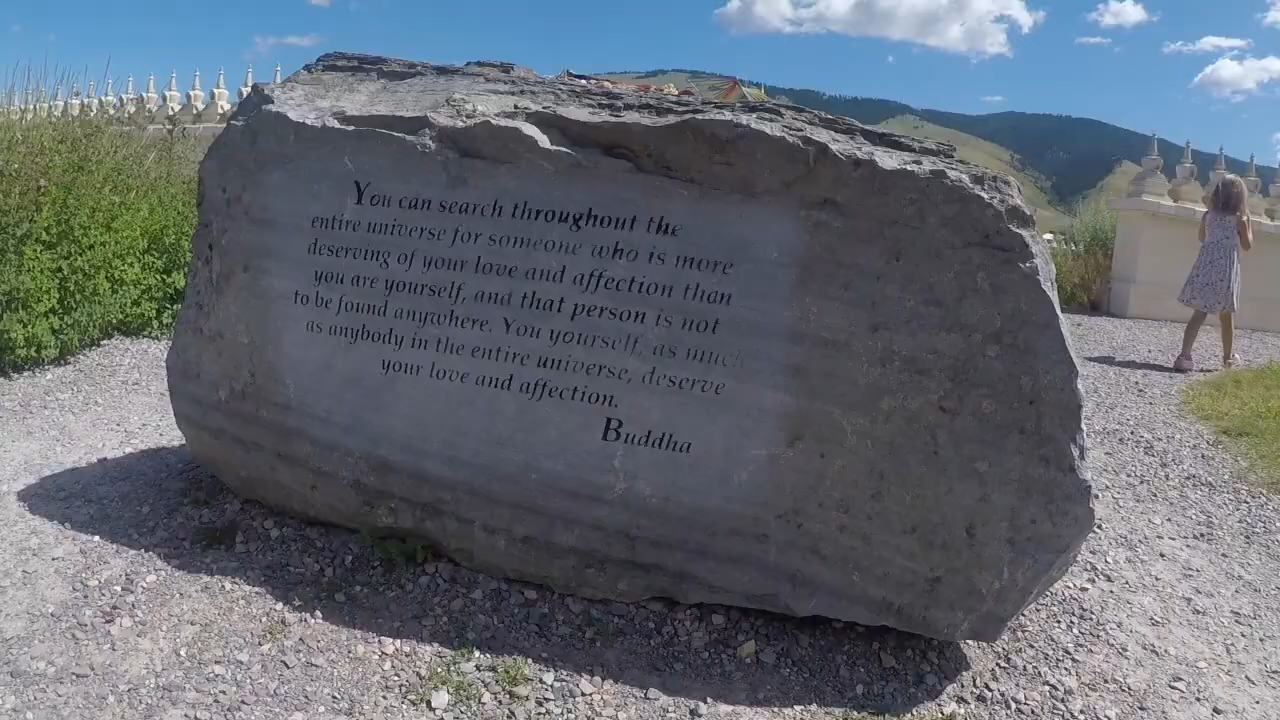 You can search throughout the
entire universe for someone who is more
deserving of your love and affection than
you are yourself, and that person is not
to be found anywhere. You yourself, as much
as anybody in the entire universe, deserve
your love and affection.
Buddha